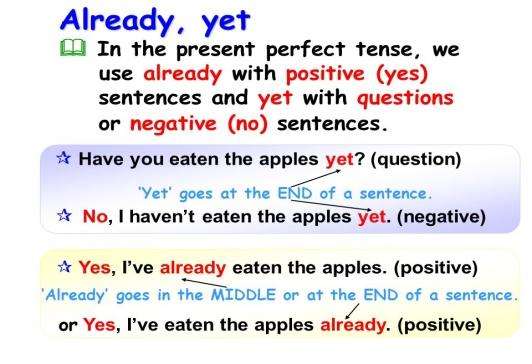 Already, yet
In the present perfect tense, we
use already with positive (yes)
sentences and yet with questions
or negative (no) sentences.
Have you eaten the apples yet? (question)
‘Yet’ goes at the END of a sentence.
No, I haven’t eaten the apples yet. (negative)
Yes, I’ve already eaten the apples. (positive)
‘Already’ goes in the MIDDLE or at the END of a sentence.
or Yes, I’ve eaten the apples already. (positive)